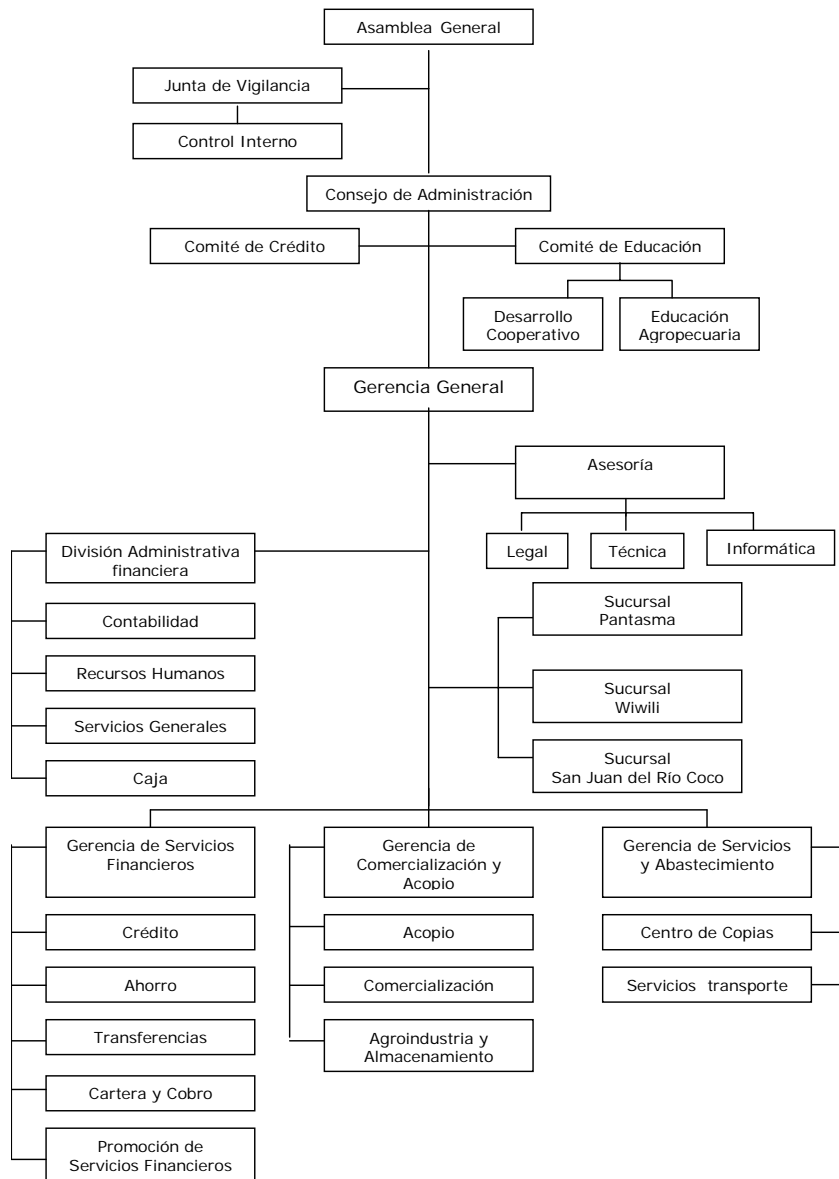 Asamblea General
Junta de Vigilancia
Control Interno
Consejo de Administración
Comité de Crédito
Comité de Educación
Desarrollo
Cooperativo
Educación
Agropecuaria
Gerencia General
Asesoría
Legal
Técnica
Informática
División Administrativa
financiera
Contabilidad
Recursos Humanos
Servicios Generales
Caja
Sucursal
Pantasma
Sucursal
Wiwili
Sucursal
San Juan del Río Coco
Gerencia de Servicios
Financieros
Crédito
Ahorro
Transferencias
Cartera y Cobro
Promoción de
Servicios Financieros
Gerencia de
Comercialización y
Acopio
Acopio
Comercialización
Agroindustria y
Almacenamiento
Gerencia de Servicios
y Abastecimiento
Centro de Copias
Servicios transporte